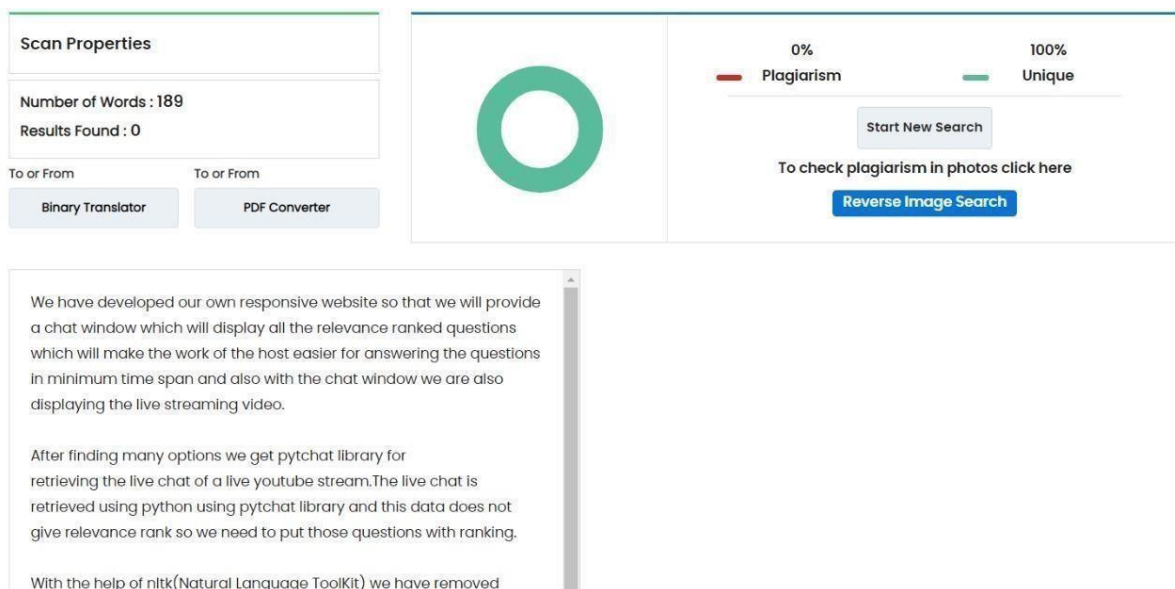 Scan Properties
Number of Words : 189
Results Found : 0
To or From
Binary Translator
To or From
PDF Converter
0%
Plagiarism
100%
Unique
Start New Search
To check plagiarism in photos click here
Reverse Image Search
We have developed our own responsive website so that we will provide
a chat window which will display all the relevance ranked questions
which will make the work of the host easier for answering the questions
in minimum time span and also with the chat window we are also
displaying the live streaming video.
After finding many options we get pytchat library for
retrieving the live chat of a live youtube stream.The live chat is
retrieved using python using pytchat library and this data does not
give relevance rank so we need to put those questions with ranking.
With the help of nltk(Natural Language ToolKit) we have removed